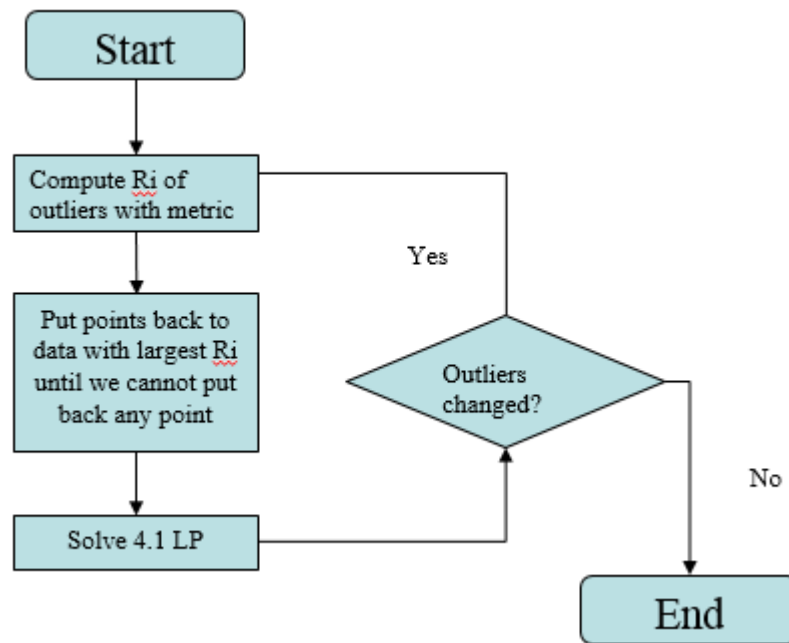 Start
Compute Ri of
outliers with metric
Yes
Put points back to
data with largest Ri
until we cannot put
back any point
Outliers
changed?
No
Solve 4.1 LP
End